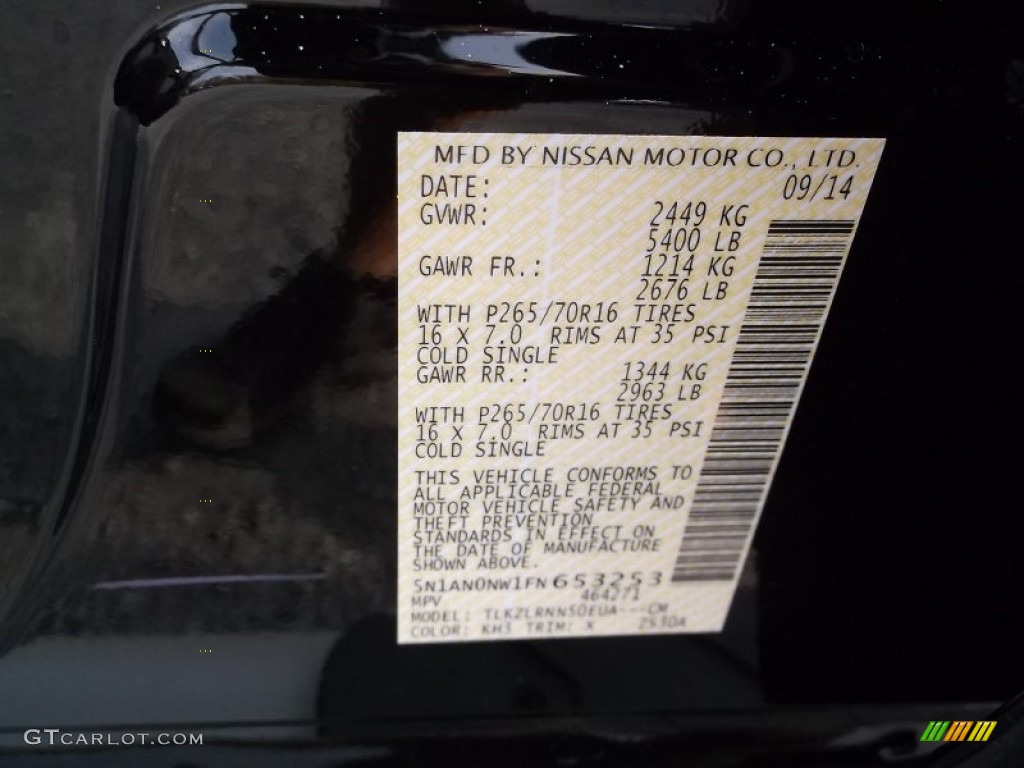 MFD BY NISSAN MOTOR CO., LTD.
DATE: 09/14
GVWR: 2449 KG
5400 LB
GAWR FR.: 1214 KG
2676 LB
WITH P265/70R16 TIRES
16 X 7.0 RIMS AT 35 PSI
COLD SINGLE
GAWR RR.: 1344 KG
2963 LB
WITH P265/70R16 TIRES
16 X 7.0 RIMS AT 35 PSI
COLD SINGLE
THIS VEHICLE CONFORMS TO
ALL APPLICABLE FEDERAL
MOTOR VEHICLE SAFETY AND
THEFT PREVENTION
STANDARDS IN EFFECT ON
THE DATE OF MANUFACTURE
SHOWN ABOVE.
5N1AN0NW1FN653253
MPV 464271
MODEL: TLKZLRNN50EUA---CM
COLOR: KH3 TRIM: X 2530A
GTCARLOT.COM